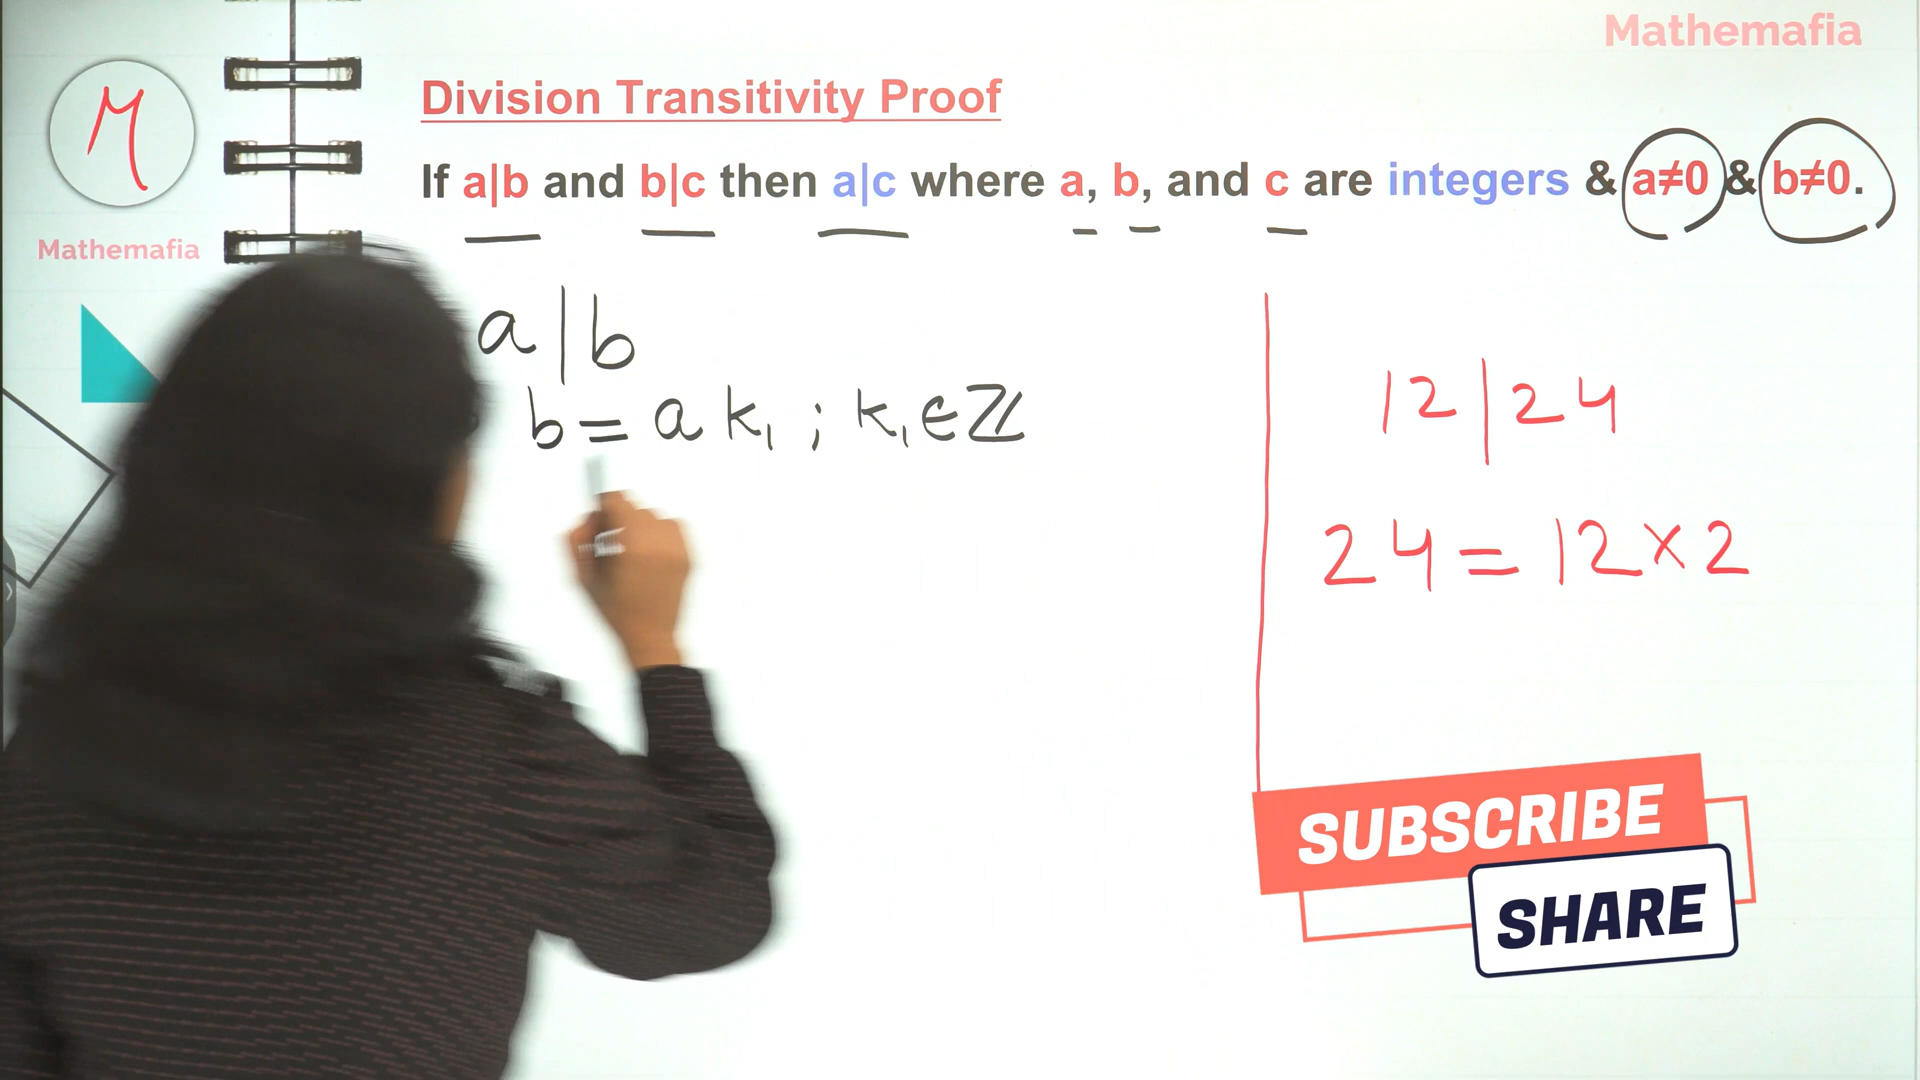 Mathemafia
M
Mathemafia
Division Transitivity Proof
If a|b and b|c then a|c where a, b, and c are integers & a≠0 & b≠0.
a|b
b = a k₁ ; k₁ ∈ ℤ
12|24
24 = 12×2
SUBSCRIBE
SHARE